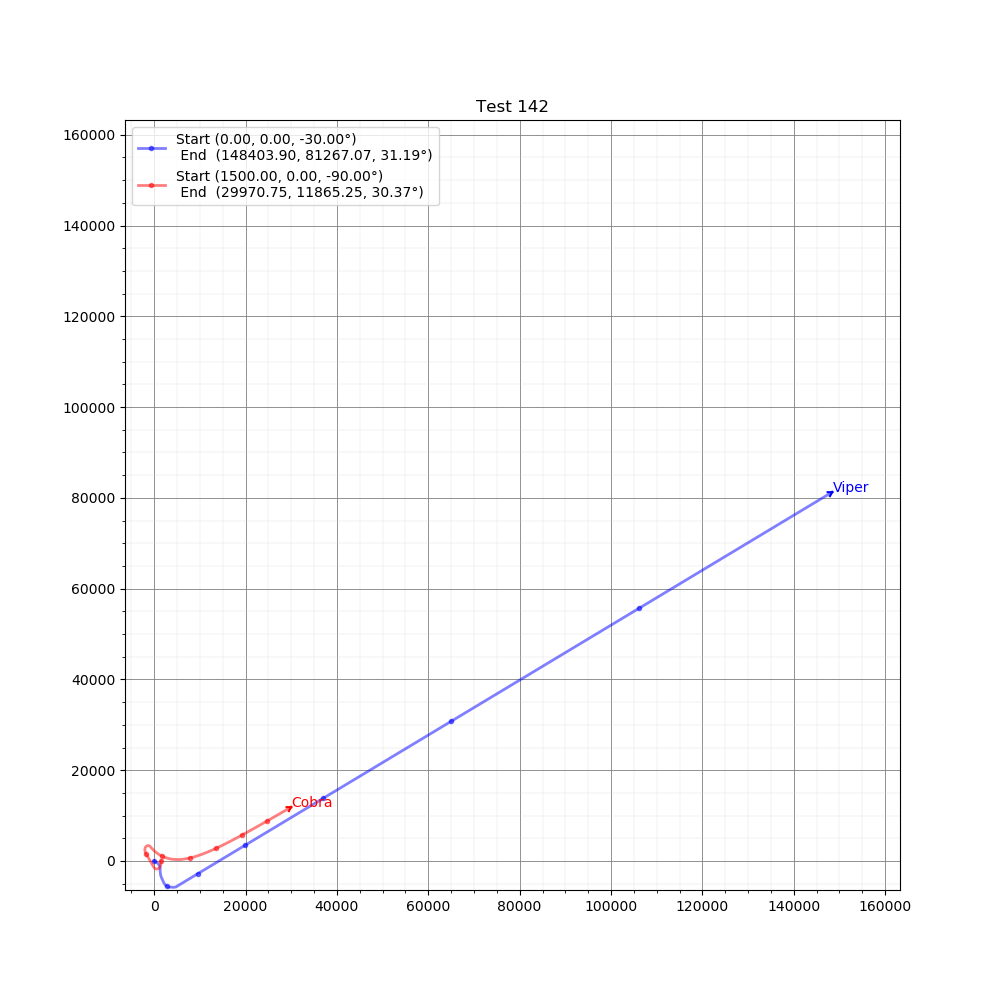 Test 142
Start (0.00, 0.00, -30.00°)
End (148403.90, 81267.07, 31.19°)
Start (1500.00, 0.00, -90.00°)
End (29970.75, 11865.25, 30.37°)
160000
140000
120000
100000
80000
60000
40000
20000
0
Viper
Cobra
0 20000 40000 60000 80000 100000 120000 140000 160000